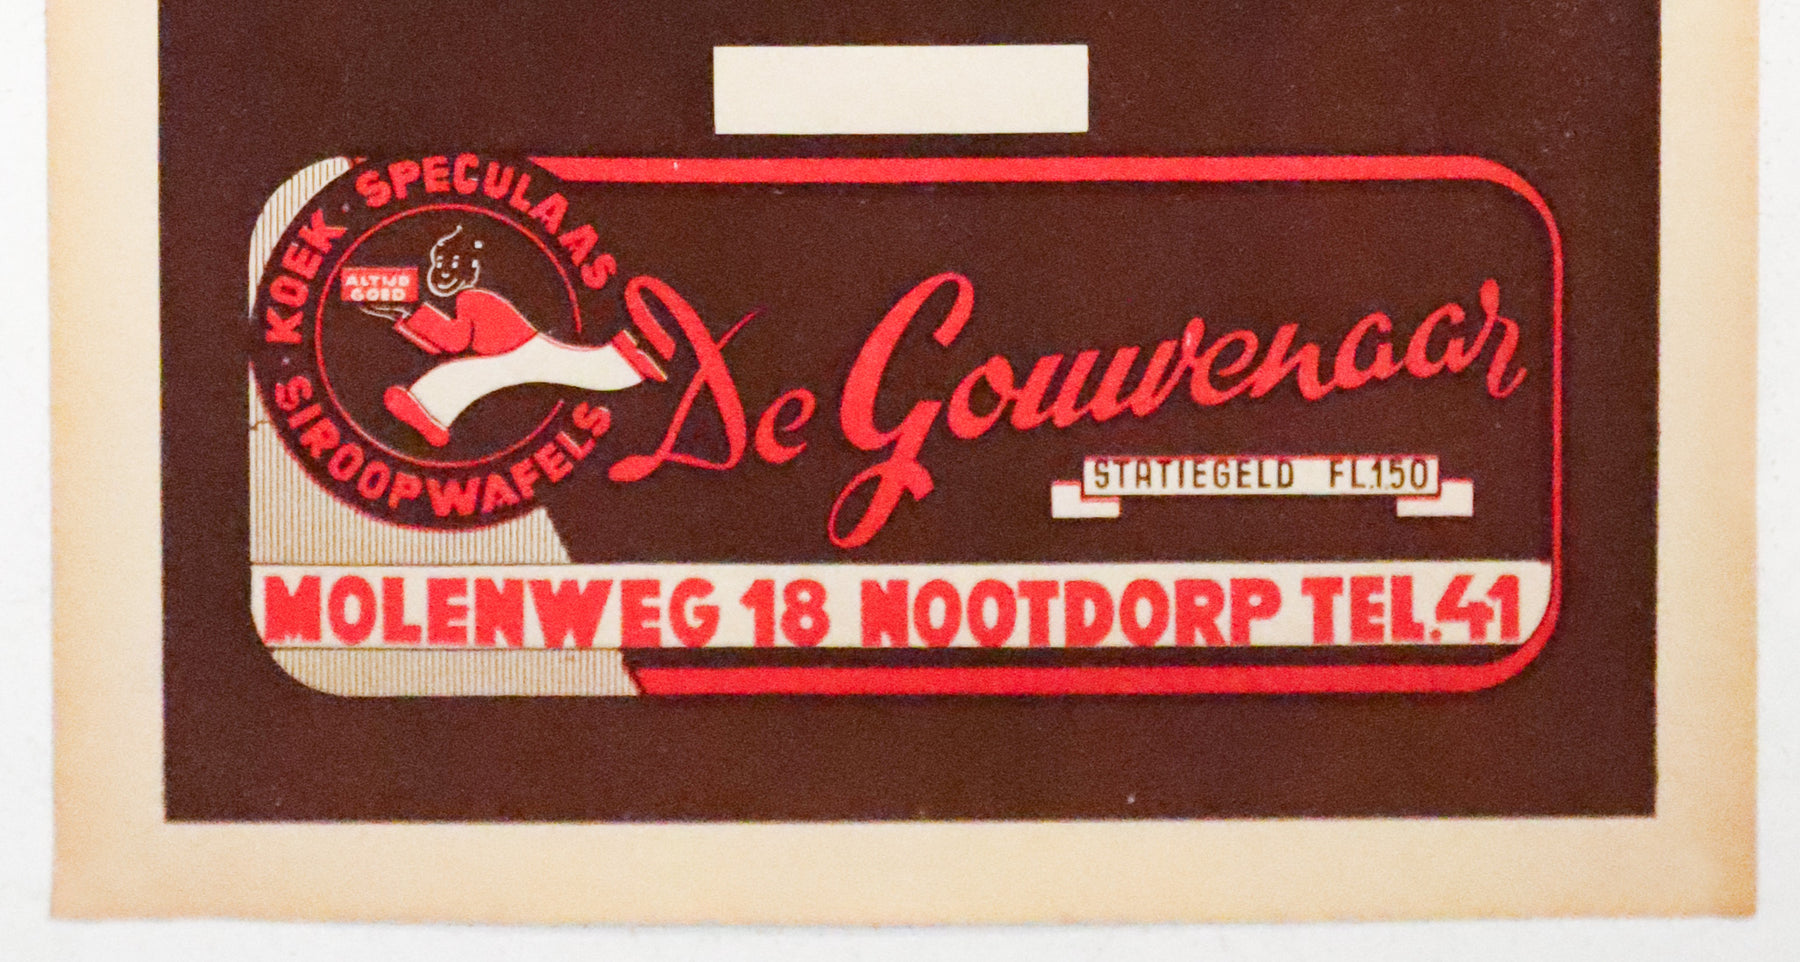 KOEK · SPECULAAS · SIROOPWAFELS
ALTIJD
GOED
De Gouwenaar
STATIEGELD FL.1.50
MOLENWEG 18 NOOTDORP TEL.41